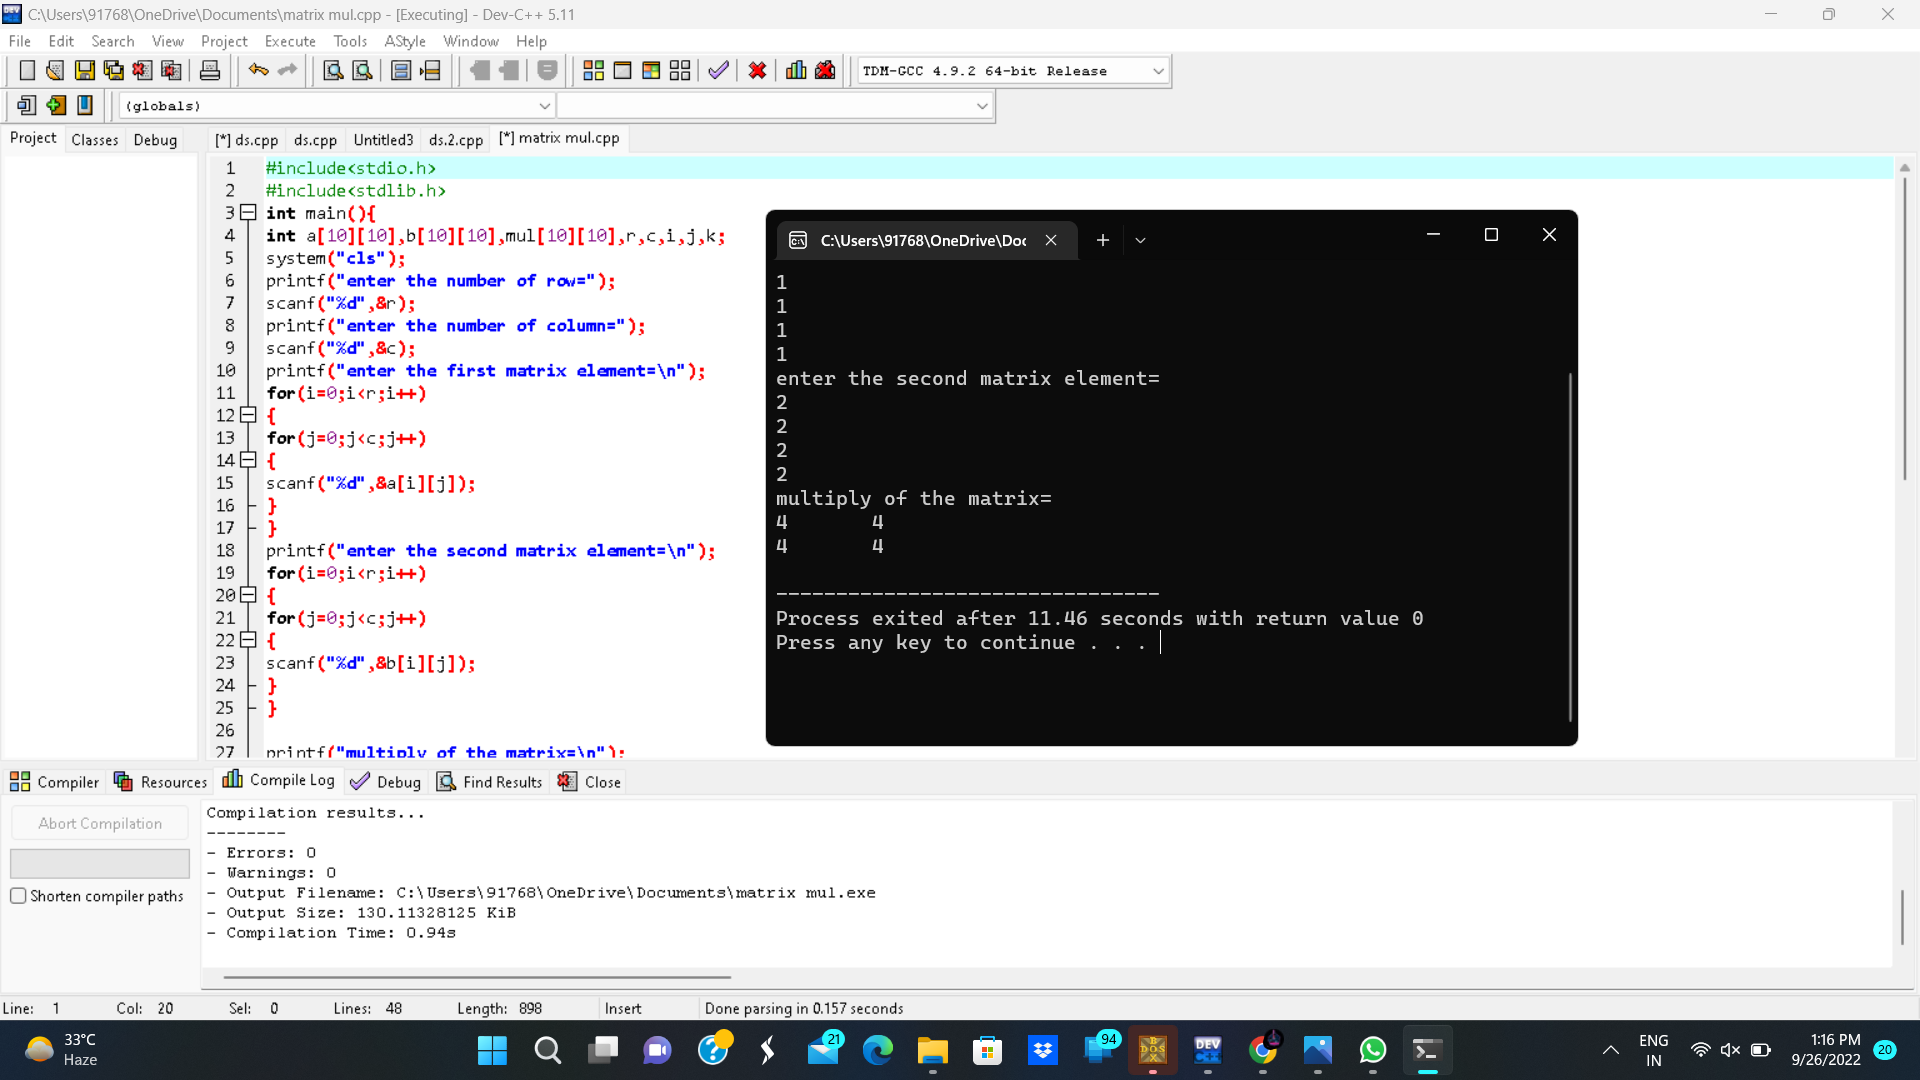 C:\Users\91768\OneDrive\Documents\matrix mul.cpp - [Executing] - Dev-C++ 5.11
File Edit Search View Project Execute Tools AStyle Window Help
TDM-GCC 4.9.2 64-bit Release
(globals)
Project Classes Debug
[*] ds.cpp ds.cpp Untitled3 ds.2.cpp [*] matrix mul.cpp
1 #include<stdio.h>
2 #include<stdlib.h>
3 int main(){
4 int a[10][10],b[10][10],mul[10][10],r,c,i,j,k;
5 system("cls");
6 printf("enter the number of row=");
7 scanf("%d",&r);
8 printf("enter the number of column=");
9 scanf("%d",&c);
10 printf("enter the first matrix element=\n");
11 for(i=0;i<r;i++)
12 {
13 for(j=0;j<c;j++)
14 {
15 scanf("%d",&a[i][j]);
16 }
17 }
18 printf("enter the second matrix element=\n");
19 for(i=0;i<r;i++)
20 {
21 for(j=0;j<c;j++)
22 {
23 scanf("%d",&b[i][j]);
24 }
25 }
26
27 printf("multiply of the matrix=\n");
C:\Users\91768\OneDrive\Doc
1
1
1
1
enter the second matrix element=
2
2
2
2
multiply of the matrix=
4 4
4 4
--------------------------------
Process exited after 11.46 seconds with return value 0
Press any key to continue . . .
Compiler Resources Compile Log Debug Find Results Close
Abort Compilation
Shorten compiler paths
Compilation results...
--------
- Errors: 0
- Warnings: 0
- Output Filename: C:\Users\91768\OneDrive\Documents\matrix mul.exe
- Output Size: 130.11328125 KiB
- Compilation Time: 0.94s
Line: 1 Col: 20 Sel: 0 Lines: 48 Length: 898 Insert Done parsing in 0.157 seconds
33°C
Haze
21
94
DEV
C++
ENG
IN
1:16 PM
9/26/2022
20